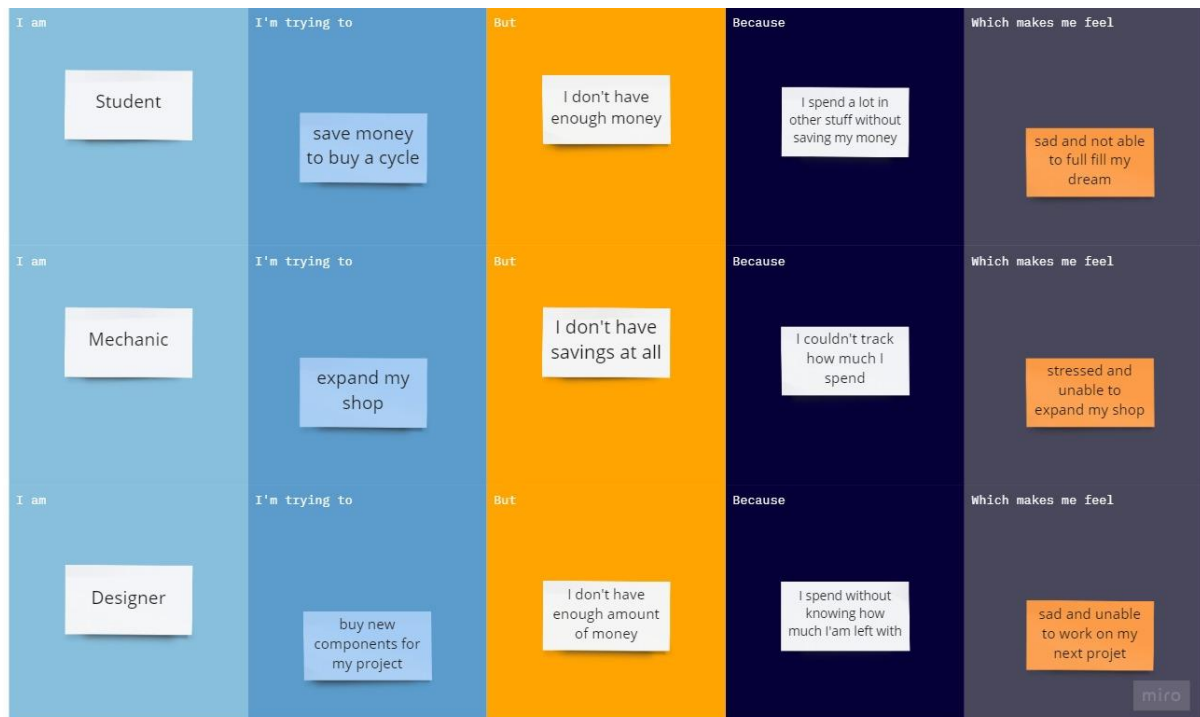 I am
Student
I'm trying to
save money
to buy a cycle
But
I don't have
enough money
Because
I spend a lot in
other stuff without
saving my money
Which makes me feel
sad and not able
to full fill my
dream
I am
Mechanic
I'm trying to
expand my
shop
But
I don't have
savings at all
Because
I couldn't track
how much I
spend
Which makes me feel
stressed and
unable to
expand my shop
I am
Designer
I'm trying to
buy new
components for
my project
But
I don't have
enough amount
of money
Because
I spend without
knowing how
much I'am left with
Which makes me feel
sad and unable
to work on my
next projet
miro